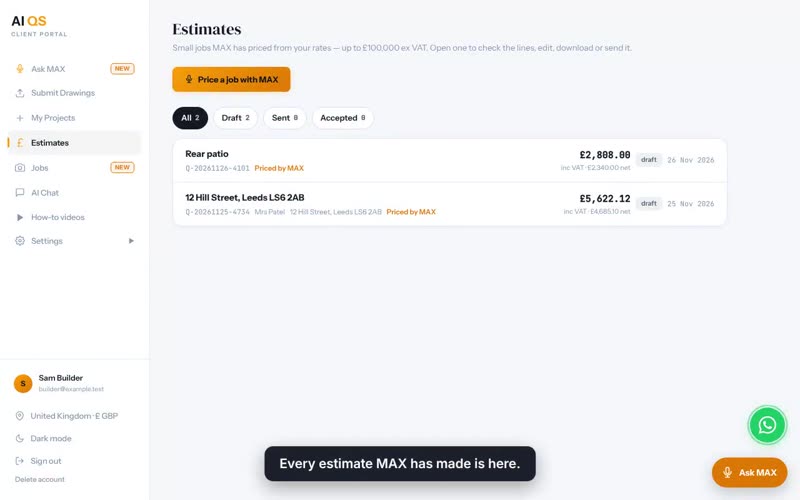 AI QS
CLIENT PORTAL
Ask MAX NEW
Submit Drawings
My Projects
£ Estimates
Jobs NEW
AI Chat
How-to videos
Settings
S
Sam Builder
builder@example.test
United Kingdom · £ GBP
Dark mode
Sign out
Delete account
Estimates
Small jobs MAX has priced from your rates — up to £100,000 ex VAT. Open one to check the lines, edit, download or send it.
Price a job with MAX
All 2 Draft 2 Sent 0 Accepted 0
Rear patio
Q-20261126-4101 Priced by MAX
£2,808.00
inc VAT · £2,340.00 net
draft 26 Nov 2026
12 Hill Street, Leeds LS6 2AB
Q-20261125-4734 Mrs Patel 12 Hill Street, Leeds LS6 2AB Priced by MAX
£5,622.12
inc VAT · £4,685.10 net
draft 25 Nov 2026
Every estimate MAX has made is here.
Ask MAX